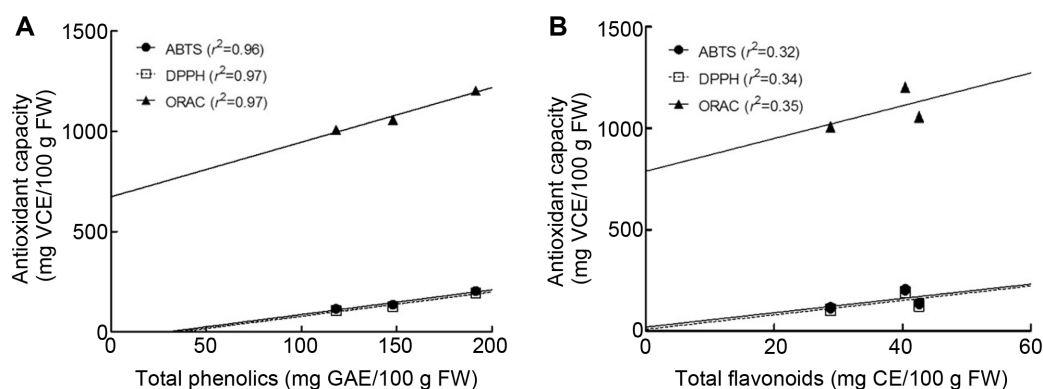 A
Antioxidant capacity
(mg VCE/100 g FW)
1500
1000
500
0
ABTS (r²=0.96)
DPPH (r²=0.97)
ORAC (r²=0.97)
0
50
100
150
200
Total phenolics (mg GAE/100 g FW)
B
Antioxidant capacity
(mg VCE/100 g FW)
1500
1000
500
0
ABTS (r²=0.32)
DPPH (r²=0.34)
ORAC (r²=0.35)
0
20
40
60
Total flavonoids (mg CE/100 g FW)